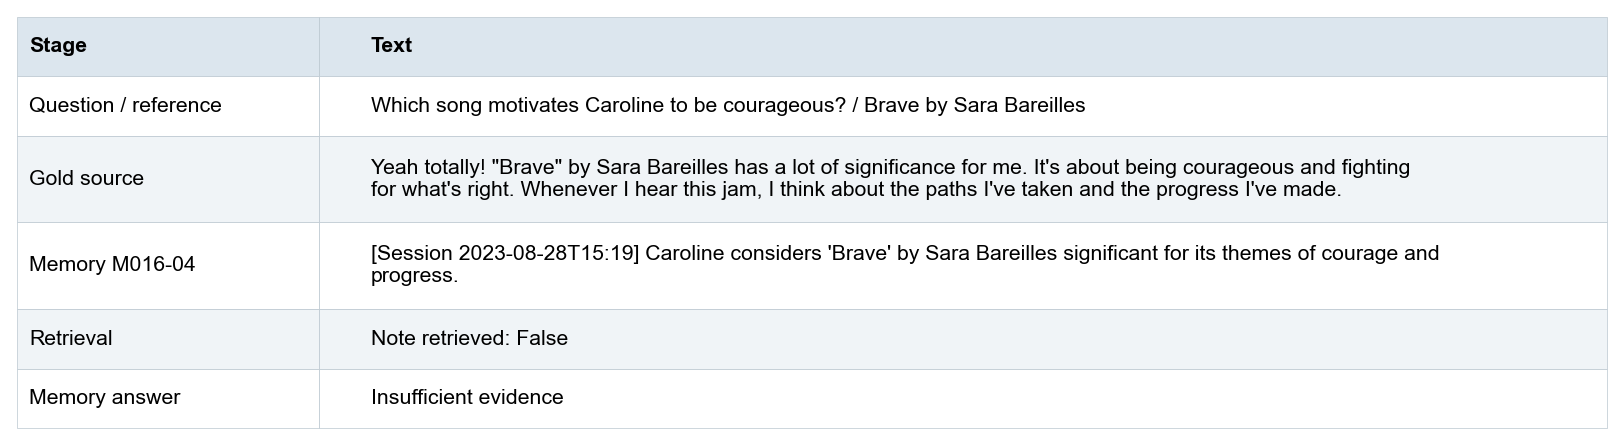 Stage Text
Question / reference Which song motivates Caroline to be courageous? / Brave by Sara Bareilles
Gold source Yeah totally! "Brave" by Sara Bareilles has a lot of significance for me. It's about being courageous and fighting
for what's right. Whenever I hear this jam, I think about the paths I've taken and the progress I've made.
Memory M016-04 [Session 2023-08-28T15:19] Caroline considers 'Brave' by Sara Bareilles significant for its themes of courage and
progress.
Retrieval Note retrieved: False
Memory answer Insufficient evidence